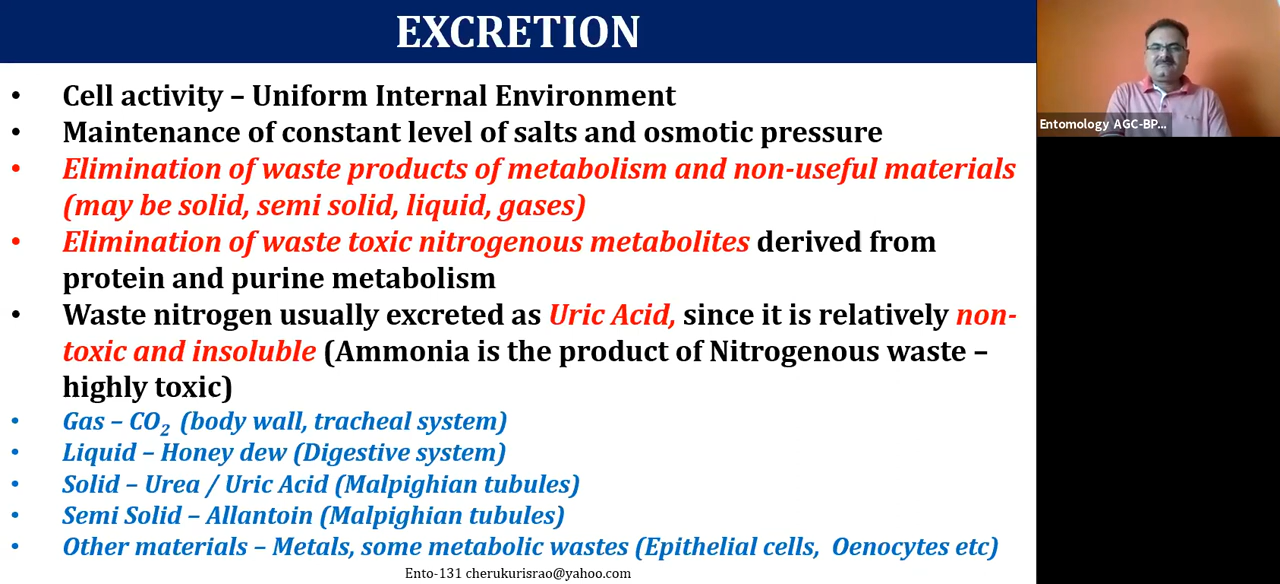 EXCRETION
• Cell activity – Uniform Internal Environment
• Maintenance of constant level of salts and osmotic pressure
• Elimination of waste products of metabolism and non-useful materials
(may be solid, semi solid, liquid, gases)
• Elimination of waste toxic nitrogenous metabolites derived from
protein and purine metabolism
• Waste nitrogen usually excreted as Uric Acid, since it is relatively non-
toxic and insoluble (Ammonia is the product of Nitrogenous waste –
highly toxic)
• Gas – CO₂ (body wall, tracheal system)
• Liquid – Honey dew (Digestive system)
• Solid – Urea / Uric Acid (Malpighian tubules)
• Semi Solid – Allantoin (Malpighian tubules)
• Other materials – Metals, some metabolic wastes (Epithelial cells, Oenocytes etc)
Ento-131 cherukurisrao@yahoo.com
Entomology AGC-BP...